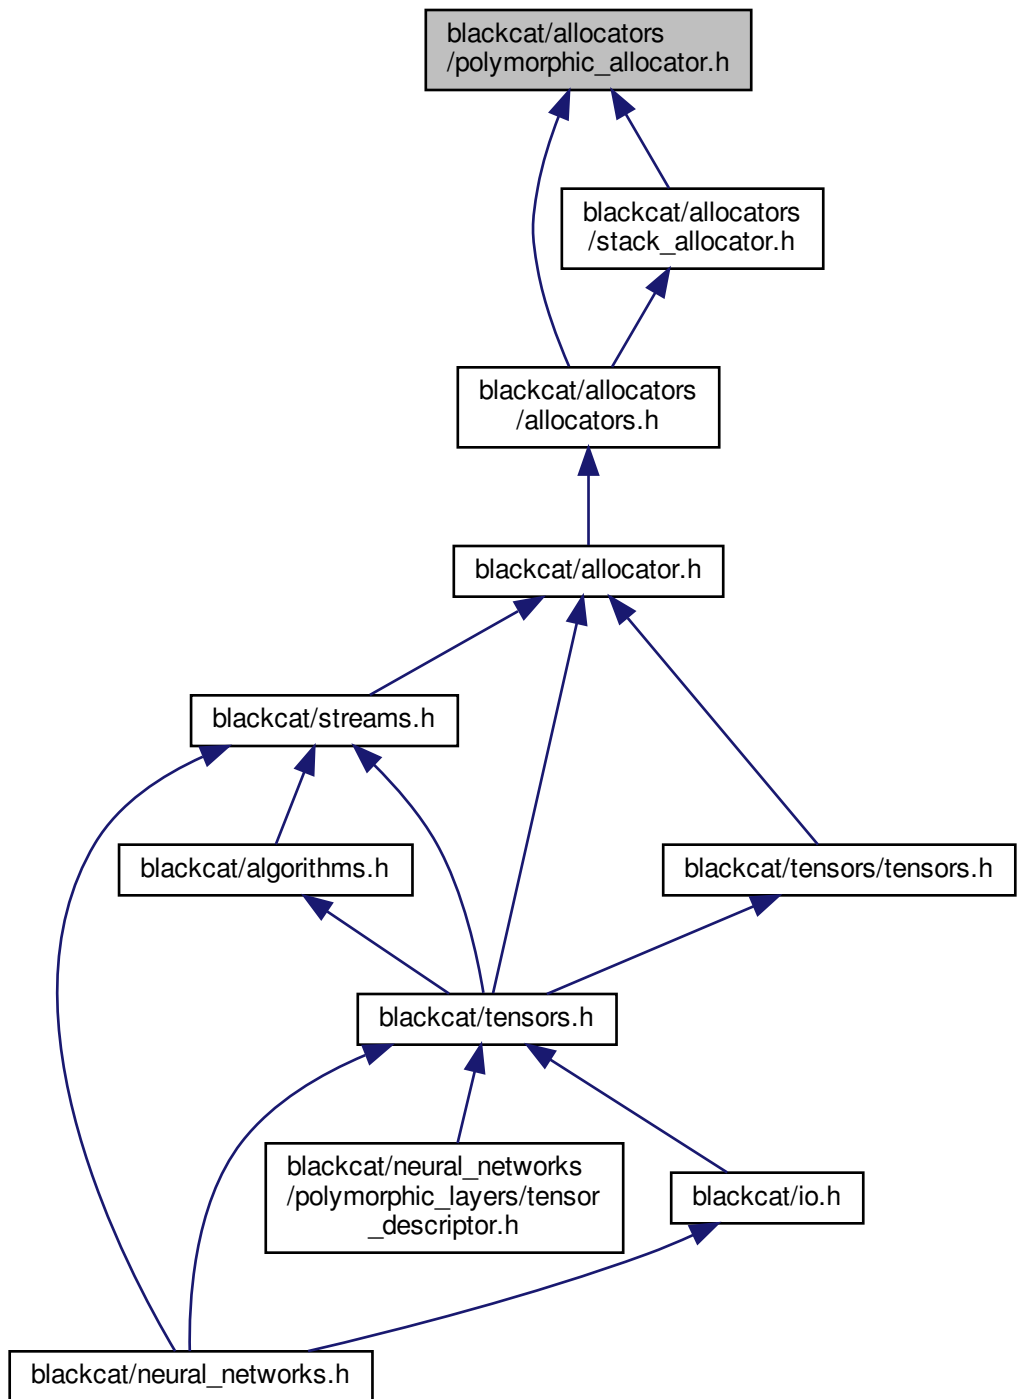 blackcat/allocators
/polymorphic_allocator.h
blackcat/allocators
/stack_allocator.h
blackcat/allocators
/allocators.h
blackcat/allocator.h
blackcat/streams.h
blackcat/algorithms.h
blackcat/tensors/tensors.h
blackcat/tensors.h
blackcat/neural_networks
/polymorphic_layers/tensor
_descriptor.h
blackcat/io.h
blackcat/neural_networks.h